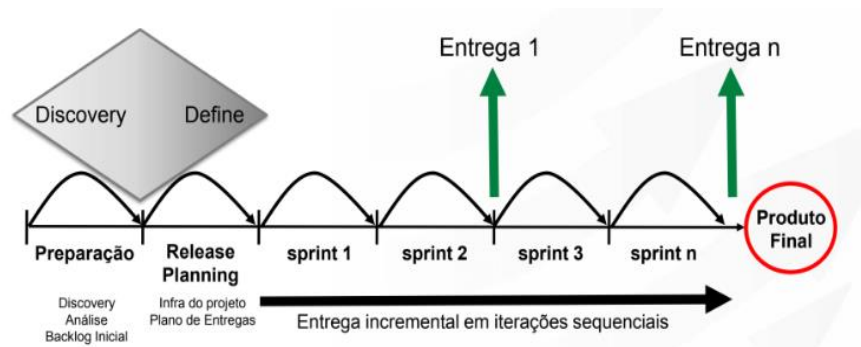 Entrega 1
Entrega n
Discovery
Define
Preparação
Release
Planning
sprint 1
sprint 2
sprint 3
sprint n
Produto
Final
Discovery
Análise
Backlog Inicial
Infra do projeto
Plano de Entregas
Entrega incremental em iterações sequenciais